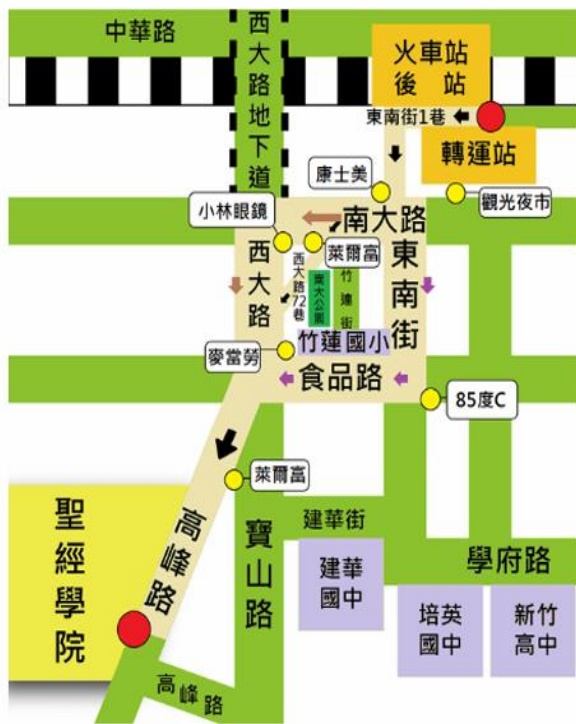 中華路
西大路地下道
火車站
後 站
東南街1巷
轉運站
康士美
觀光夜市
小林眼鏡
南大路
萊爾富
西大路
西大路72巷
竹蓮街
東南街
竹蓮國小
麥當勞
食品路
85度C
萊爾富
聖經學院
高峰路
寶山路
建華街
學府路
建華
國中
培英
國中
新竹
高中
高峰路